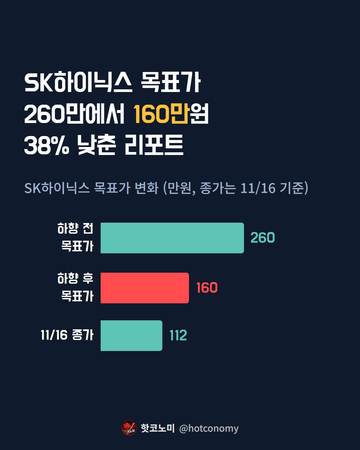 SK하이닉스 목표가
260만에서 160만원
38% 낮춘 리포트
SK하이닉스 목표가 변화 (만원, 종가는 11/16 기준)
하향 전
목표가
260
하향 후
목표가
160
11/16 종가
112
핫코노미 @hotconomy